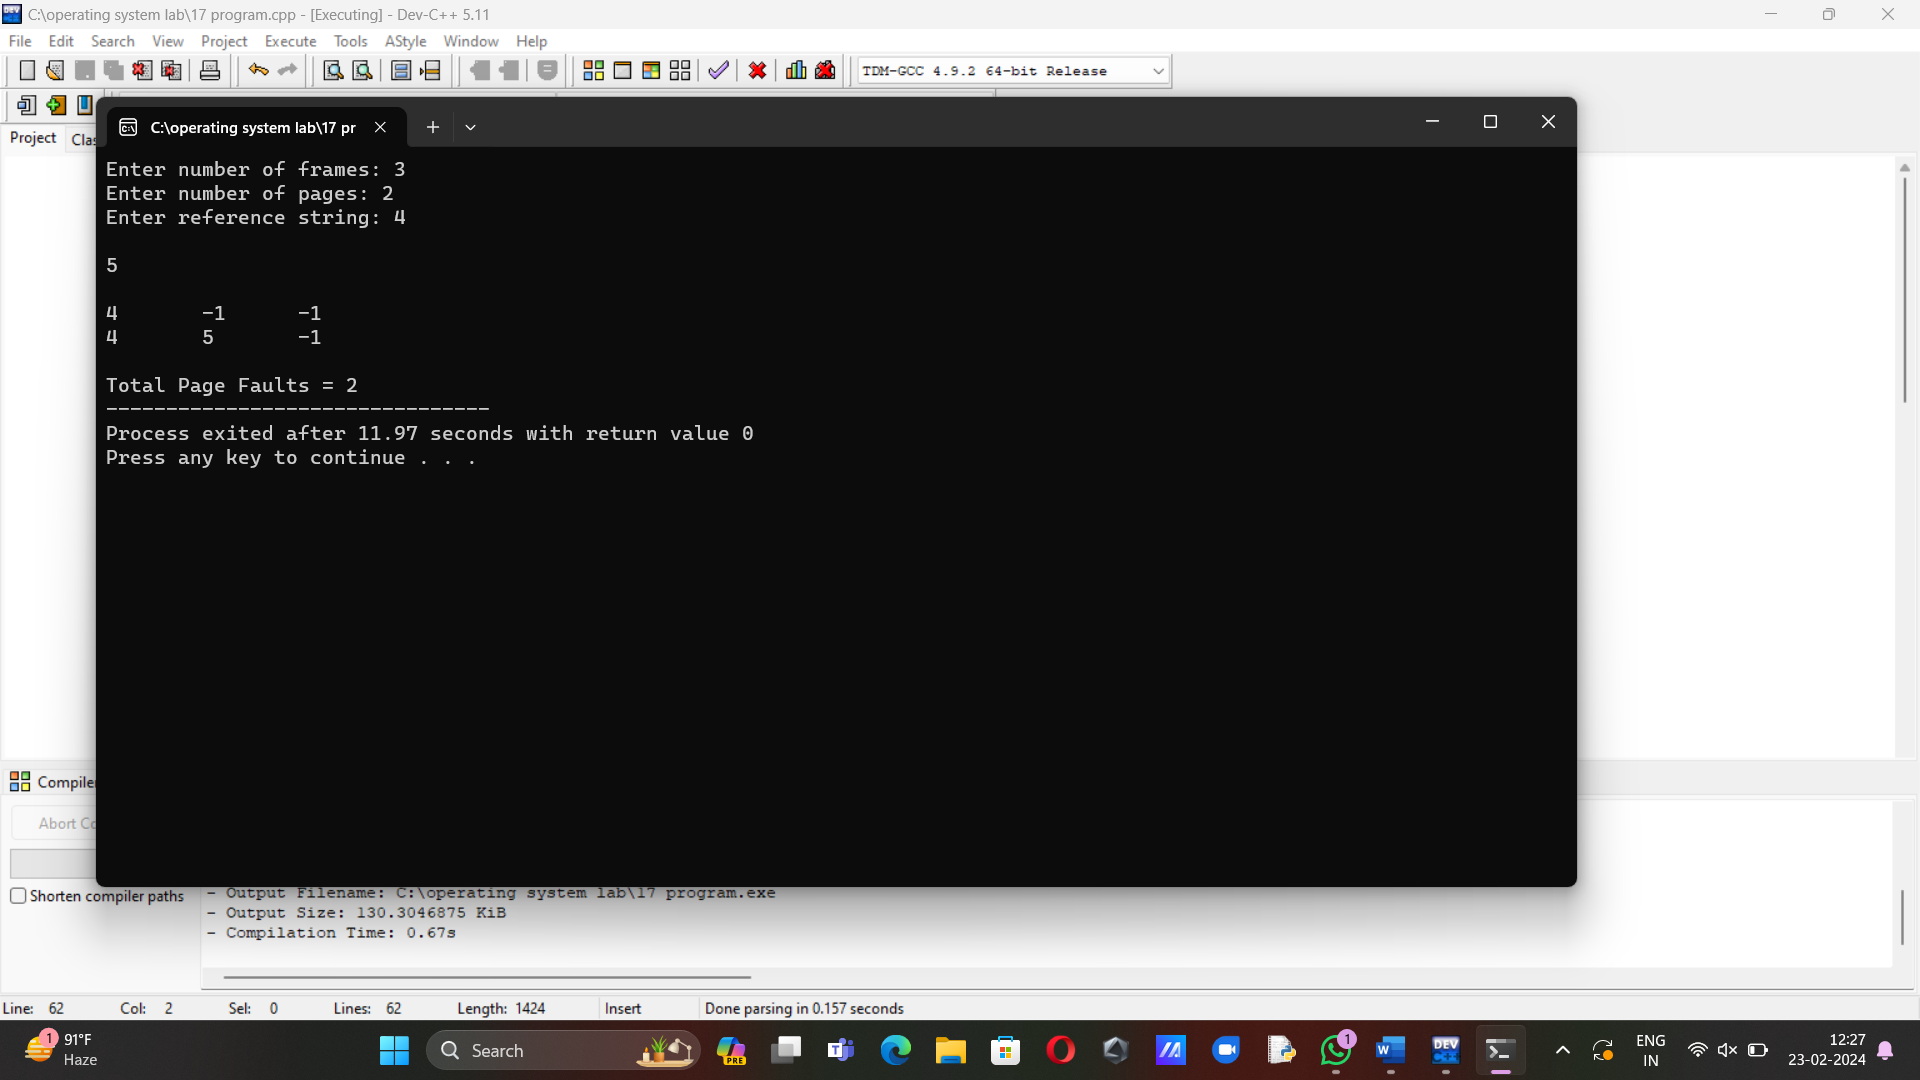 C:\operating system lab\17 program.cpp - [Executing] - Dev-C++ 5.11
File Edit Search View Project Execute Tools AStyle Window Help
TDM-GCC 4.9.2 64-bit Release
Project Clas
C:\operating system lab\17 pr
Enter number of frames: 3
Enter number of pages: 2
Enter reference string: 4
5
4 -1 -1
4 5 -1
Total Page Faults = 2
--------------------------------
Process exited after 11.97 seconds with return value 0
Press any key to continue . . .
Compiler
Abort Co
Shorten compiler paths
- Output Filename: C:\operating system lab\17 program.exe
- Output Size: 130.3046875 KiB
- Compilation Time: 0.67s
Line: 62 Col: 2 Sel: 0 Lines: 62 Length: 1424 Insert Done parsing in 0.157 seconds
1
91°F
Haze
Search
PRE
1
DEV
ENG
IN
12:27
23-02-2024